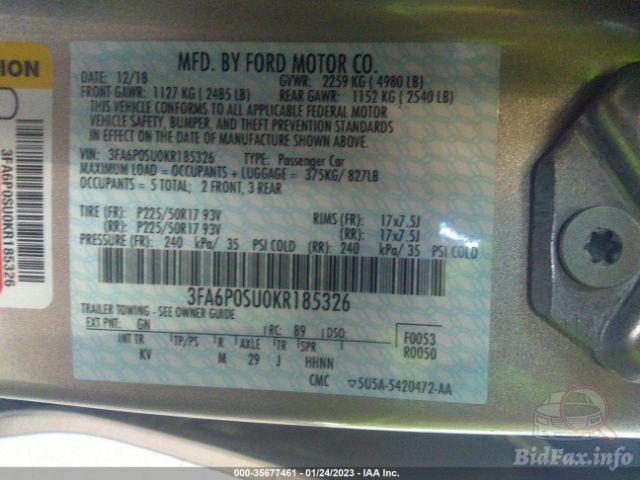 ION
3FA6P0SU0KR185326
MFD. BY FORD MOTOR CO.
DATE: 12/18 GVWR: 2259 KG ( 4980 LB)
FRONT GAWR: 1127 KG ( 2485 LB) REAR GAWR: 1152 KG ( 2540 LB)
THIS VEHICLE CONFORMS TO ALL APPLICABLE FEDERAL MOTOR
VEHICLE SAFETY, BUMPER, AND THEFT PREVENTION STANDARDS
IN EFFECT ON THE DATE OF MANUFACTURE SHOWN ABOVE.
VIN: 3FA6P0SU0KR185326 TYPE: Passenger Car
MAXIMUM LOAD = OCCUPANTS + LUGGAGE = 375KG/ 827LB
OCCUPANTS = 5 TOTAL; 2 FRONT, 3 REAR
TIRE (FR): P225/50R17 93V RIMS (FR): 17x7.5J
(RR): P225/50R17 93V (RR): 17x7.5J
PRESSURE (FR): 240 kPa/ 35 PSI COLD (RR): 240 kPa/ 35 PSI COLD
3FA6P0SU0KR185326
TRAILER TOWING - SEE OWNER GUIDE
EXT PNT: GN RC: 89 DSO: F0053
INT TR TP/PS R AXLE TR SPR R0050
KV M 29 J HHNN
CMC 5U5A-5420472-AA
BidFax.info
000-35677461 - 01/24/2023 - IAA Inc.